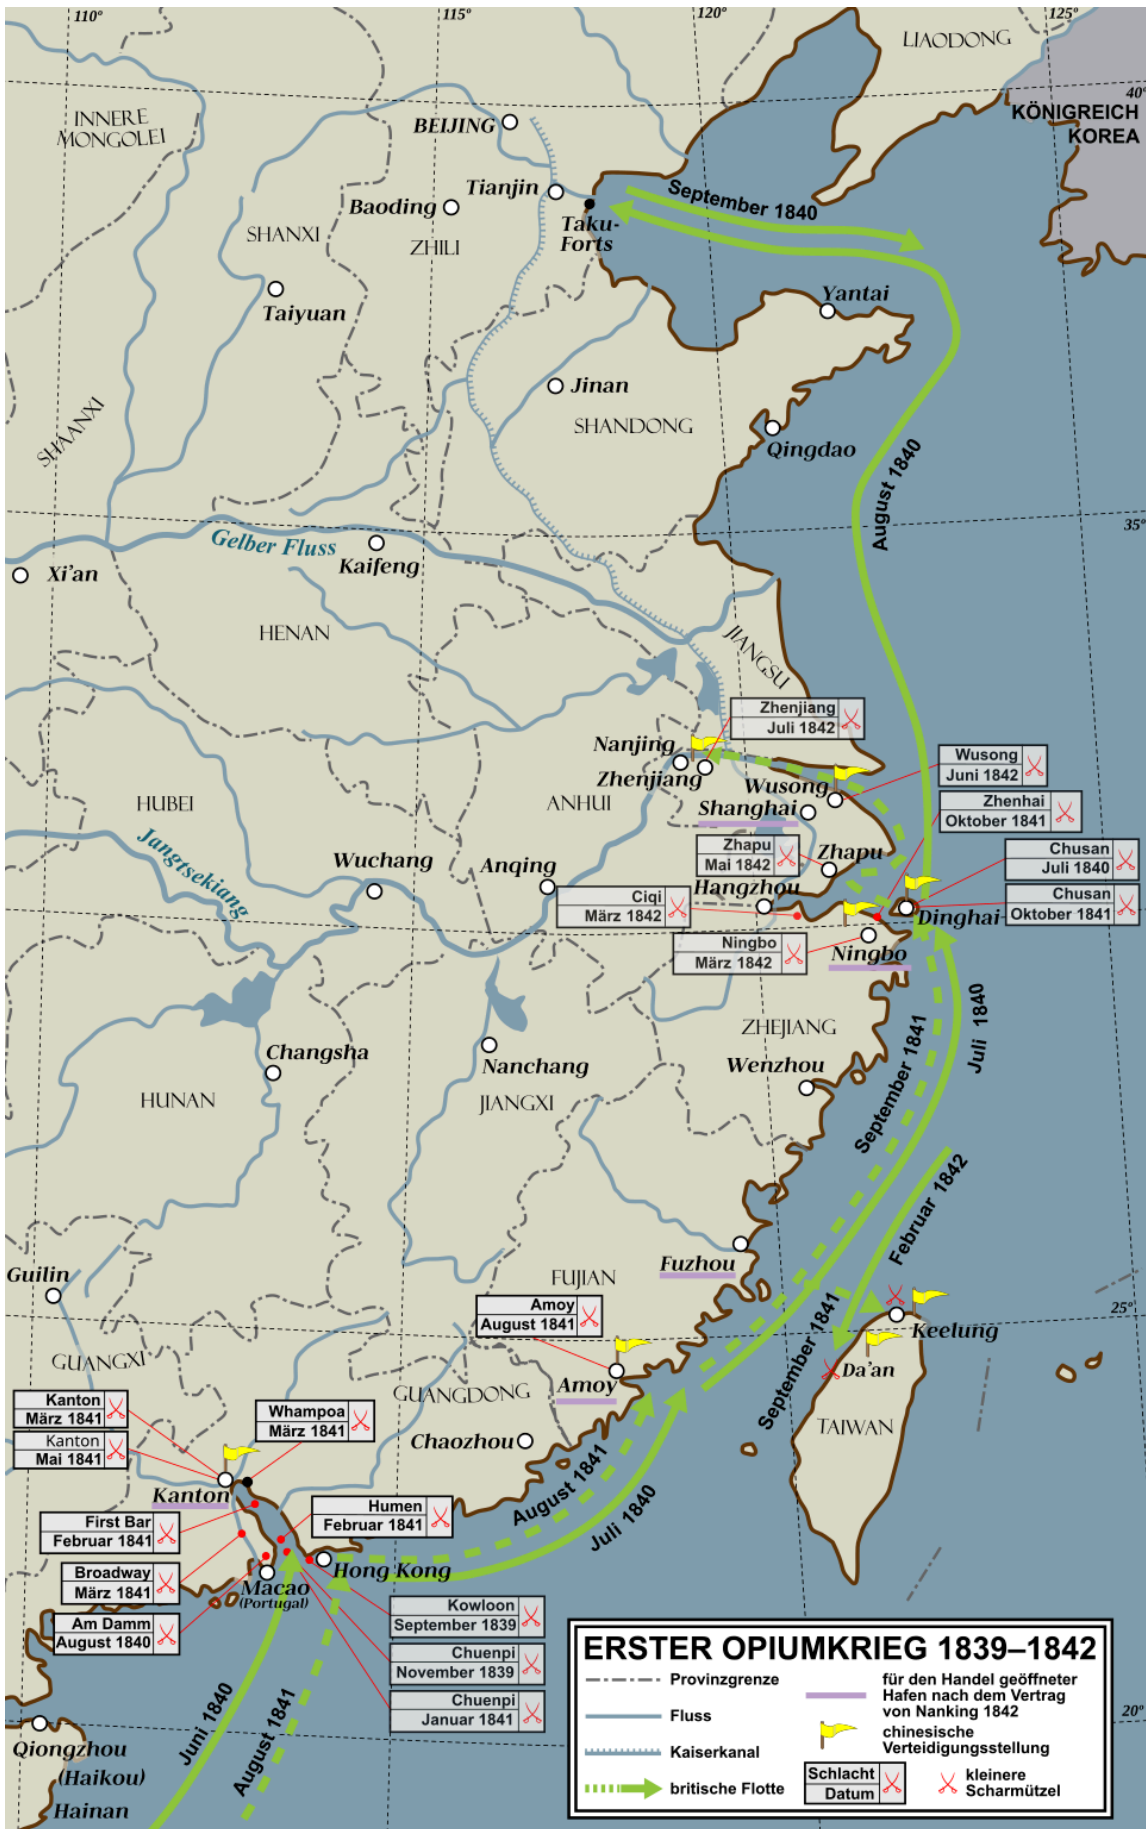 110º
115º
120º
125º
LIAODONG
40º
KÖNIGREICH
KOREA
INNERE
MONGOLEI
BEIJING
Tianjin
September 1840
Baoding
Taku-
Forts
SHANXI
ZHILI
Yantai
Taiyuan
Jinan
SHANDONG
SHAANXI
Qingdao
August 1840
35º
Gelber Fluss
Kaifeng
Xi'an
HENAN
JIANGSU
Zhenjiang
Juli 1842
Nanjing
Zhenjiang
Wusong
Juni 1842
Wusong
Shanghai
HUBEI
ANHUI
Zhenhai
Oktober 1841
Jangtsekiang
Wuchang
Anqing
Zhapu
Mai 1842
Zhapu
Chusan
Juli 1840
Hangzhou
Ciqi
März 1842
Chusan
Oktober 1841
Dinghai
Ningbo
März 1842
Ningbo
ZHEJIANG
Juli 1840
September 1841
Changsha
Nanchang
Wenzhou
HUNAN
JIANGXI
Februar 1842
Fuzhou
Guilin
FUJIAN
Amoy
August 1841
25º
Keelung
September 1841
GUANGXI
GUANGDONG
Amoy
Da'an
Kanton
März 1841
Whampoa
März 1841
TAIWAN
Kanton
Mai 1841
Chaozhou
August 1841
Kanton
Humen
Februar 1841
First Bar
Februar 1841
Juli 1840
Hong Kong
Broadway
März 1841
Macao
(Portugal)
Kowloon
September 1839
Am Damm
August 1840
Chuenpi
November 1839
Chuenpi
Januar 1841
Juni 1840
August 1841
20º
Qiongzhou
(Haikou)
Hainan
ERSTER OPIUMKRIEG 1839–1842
Provinzgrenze
Fluss
Kaiserkanal
britische Flotte
für den Handel geöffneter
Hafen nach dem Vertrag
von Nanking 1842
chinesische
Verteidigungsstellung
Schlacht
Datum
kleinere
Scharmützel